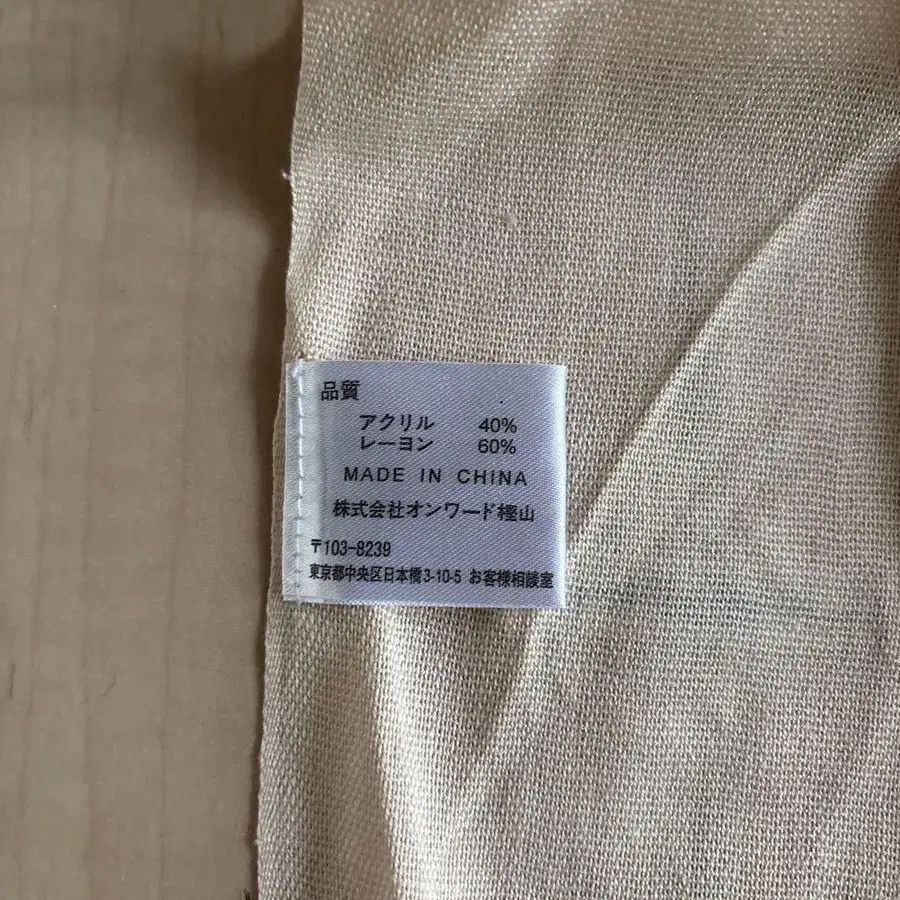 品質
アクリル 40%
レーヨン 60%
MADE IN CHINA
株式会社オンワード樫山
〒103-8239
東京都中央区日本橋3-10-5 お客様相談室